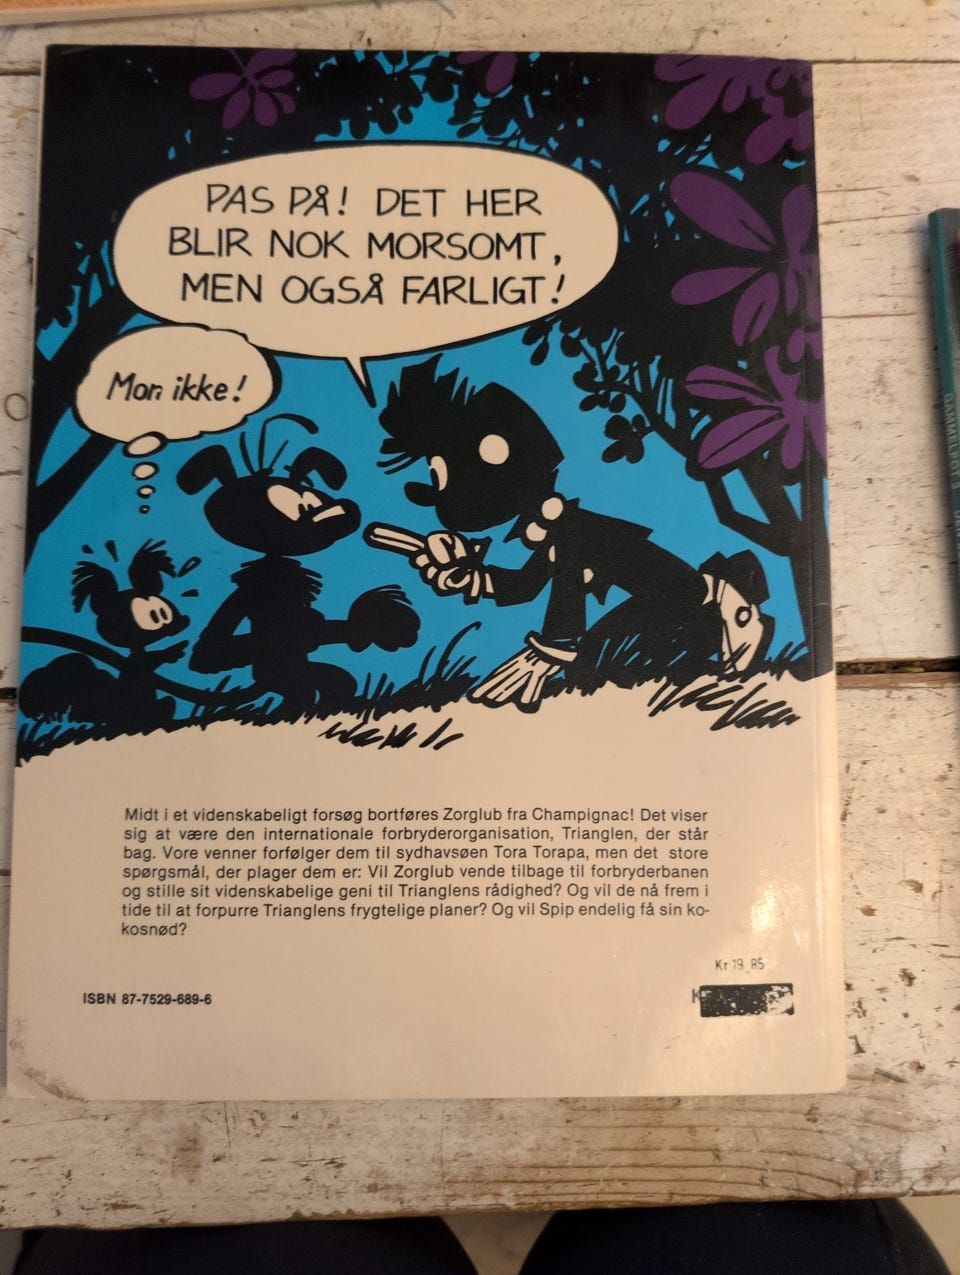 PAS PÅ! DET HER
BLIR NOK MORSOMT,
MEN OGSÅ FARLIGT!
Mon ikke!
Midt i et videnskabeligt forsøg bortføres Zorglub fra Champignac! Det viser
sig at være den internationale forbryderorganisation, Trianglen, der står
bag. Vore venner forfølger dem til sydhavsøen Tora Torapa, men det store
spørgsmål, der plager dem er: Vil Zorglub vende tilbage til forbryderbanen
og stille sit videnskabelige geni til Trianglens rådighed? Og vil de nå frem i
tide til at forpurre Trianglens frygtelige planer? Og vil Spip endelig få sin ko-
kosnød?
Kr 19.85
ISBN 87-7529-689-6
GAMMELPOT